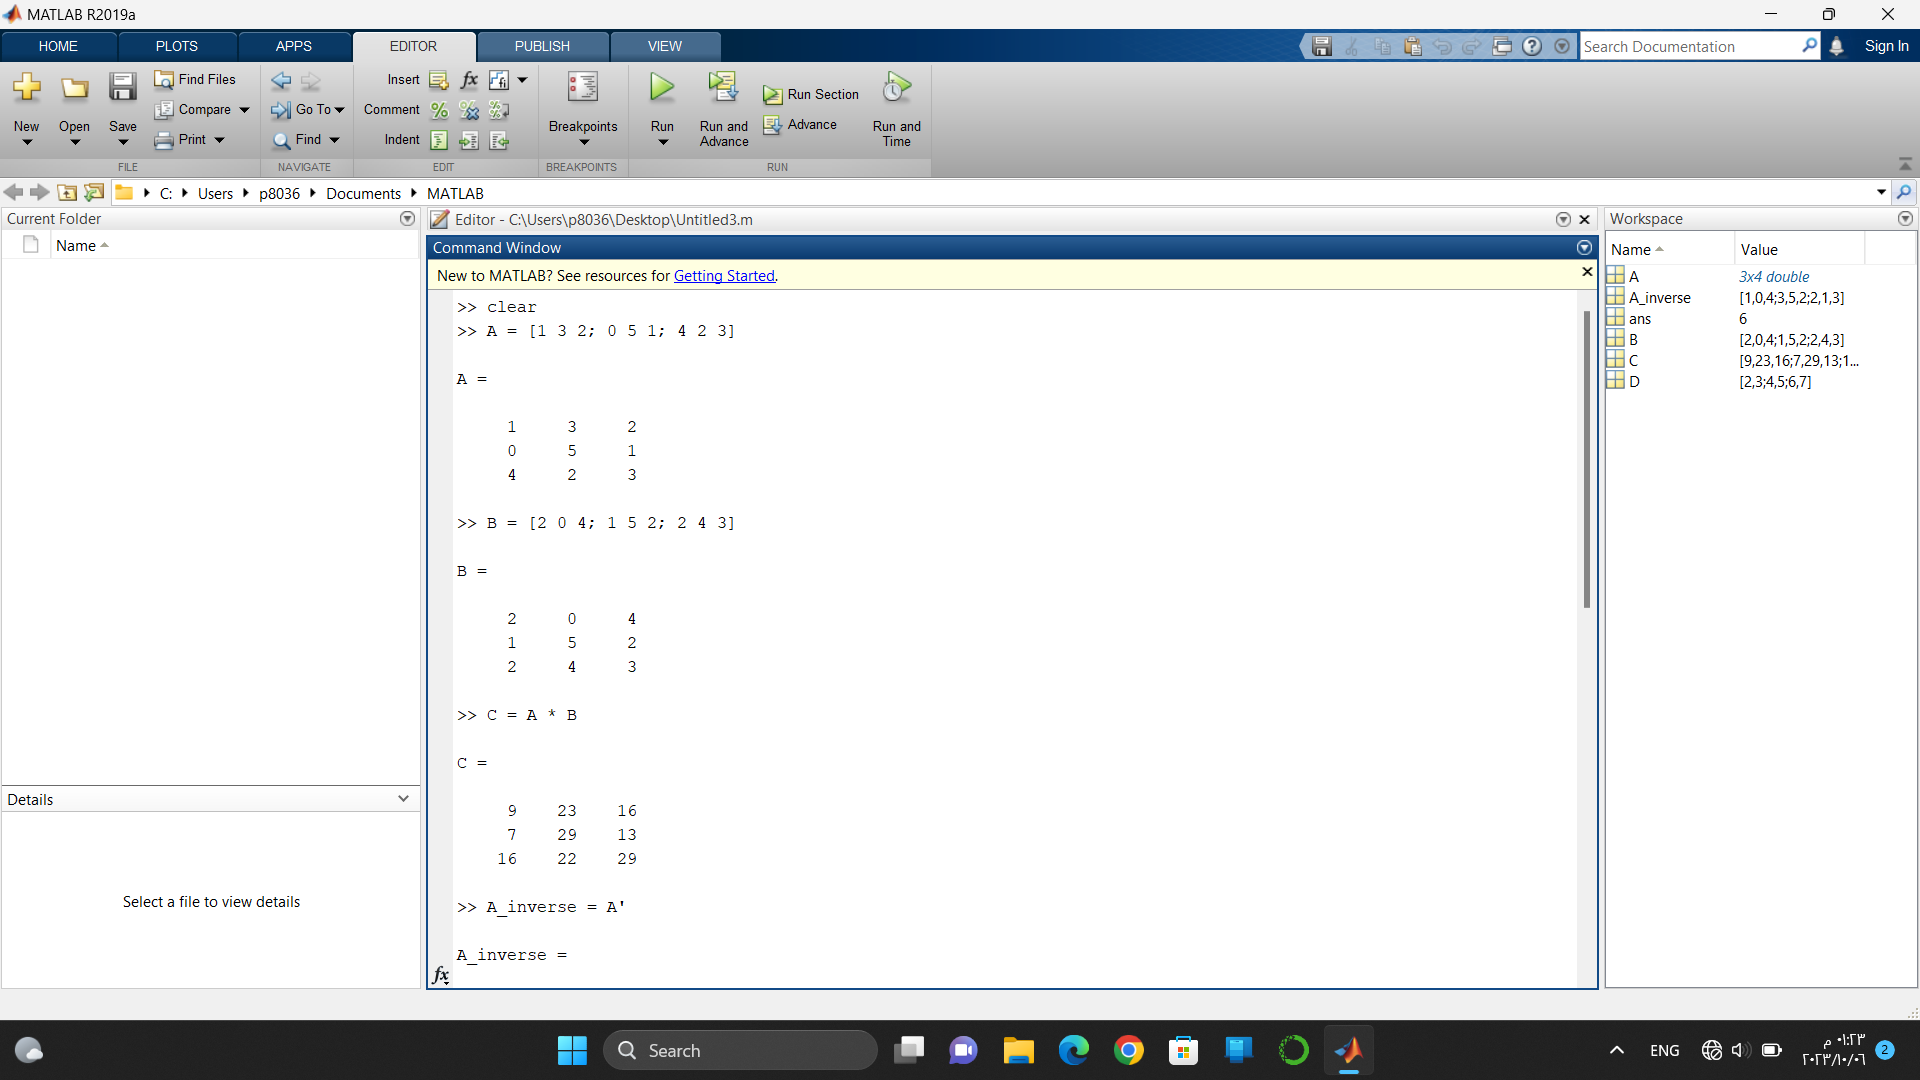 MATLAB R2019a
HOME
PLOTS
APPS
EDITOR
PUBLISH
VIEW
Search Documentation
Sign In
New
Open
Save
Find Files
Compare
Print
FILE
Go To
Find
NAVIGATE
Insert
fx
fi
Comment
Indent
EDIT
Breakpoints
BREAKPOINTS
Run
Run and
Advance
Run Section
Advance
Run and
Time
RUN
C: Users p8036 Documents MATLAB
Current Folder
Name
Details
Select a file to view details
Editor - C:\Users\p8036\Desktop\Untitled3.m
Command Window
New to MATLAB? See resources for Getting Started.
>> clear
>> A = [1 3 2; 0 5 1; 4 2 3]
A =
1 3 2
0 5 1
4 2 3
>> B = [2 0 4; 1 5 2; 2 4 3]
B =
2 0 4
1 5 2
2 4 3
>> C = A * B
C =
9 23 16
7 29 13
16 22 29
>> A_inverse = A'
A_inverse =
fx
Workspace
Name Value
A 3x4 double
A_inverse [1,0,4;3,5,2;2,1,3]
ans 6
B [2,0,4;1,5,2;2,4,3]
C [9,23,16;7,29,13;1...
D [2,3;4,5;6,7]
Search
ENG
٠١:٢٣ م
٢٠٢٣/١٠/٠٦
2